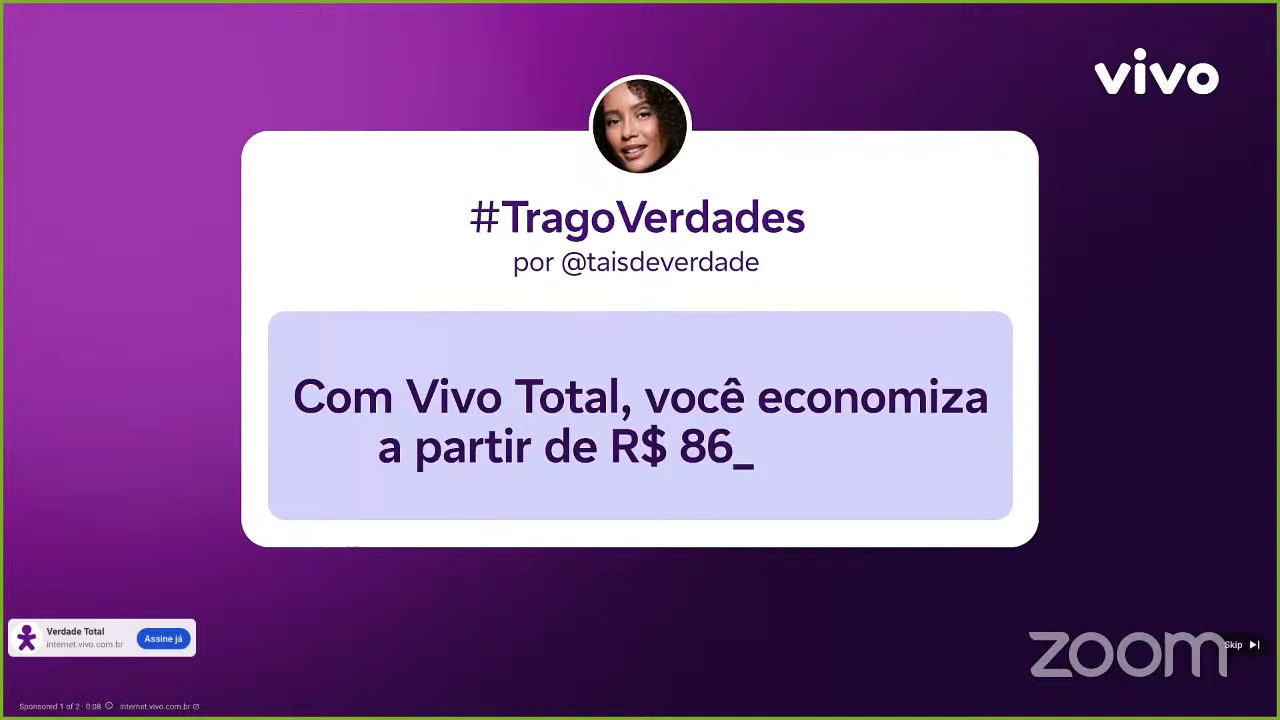 vivo
#TragoVerdades
por @taisdeverdade
Com Vivo Total, você economiza
a partir de R$ 86_
Verdade Total
internet.vivo.com.br
Assine já
zoom
Skip
Sponsored 1 of 2 · 0:08
internet.vivo.com.br